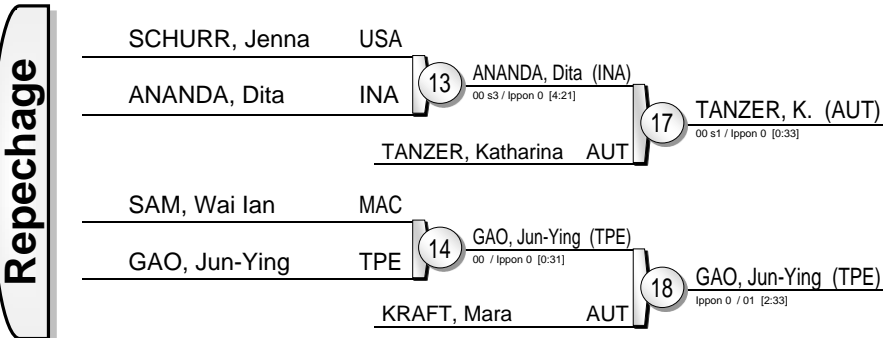 Repechage
SCHURR, Jenna USA
ANANDA, Dita INA
13
ANANDA, Dita (INA)
00 s3 / Ippon 0 [4:21]
TANZER, Katharina AUT
17
TANZER, K. (AUT)
00 s1 / Ippon 0 [0:33]
SAM, Wai Ian MAC
GAO, Jun-Ying TPE
14
GAO, Jun-Ying (TPE)
00 / Ippon 0 [0:31]
KRAFT, Mara AUT
18
GAO, Jun-Ying (TPE)
Ippon 0 / 01 [2:33]